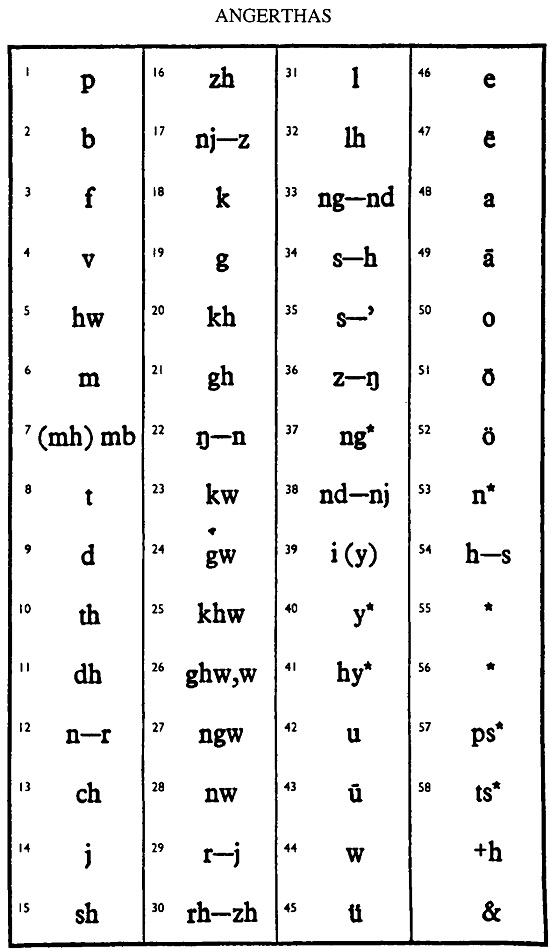 ANGERTHAS
1 p
2 b
3 f
4 v
5 hw
6 m
7 (mh) mb
8 t
9 d
10 th
11 dh
12 n—r
13 ch
14 j
15 sh
16 zh
17 nj—z
18 k
19 g
20 kh
21 gh
22 ŋ—n
23 kw
24 gw
25 khw
26 ghw,w
27 ngw
28 nw
29 r—j
30 rh—zh
31 l
32 lh
33 ng—nd
34 s—h
35 s—’
36 z—ŋ
37 ng*
38 nd—nj
39 i (y)
40 y*
41 hy*
42 u
43 ū
44 w
45 ü
46 e
47 ē
48 a
49 ā
50 o
51 ō
52 ö
53 n*
54 h—s
55 *
56 *
57 ps*
58 ts*
+h
&